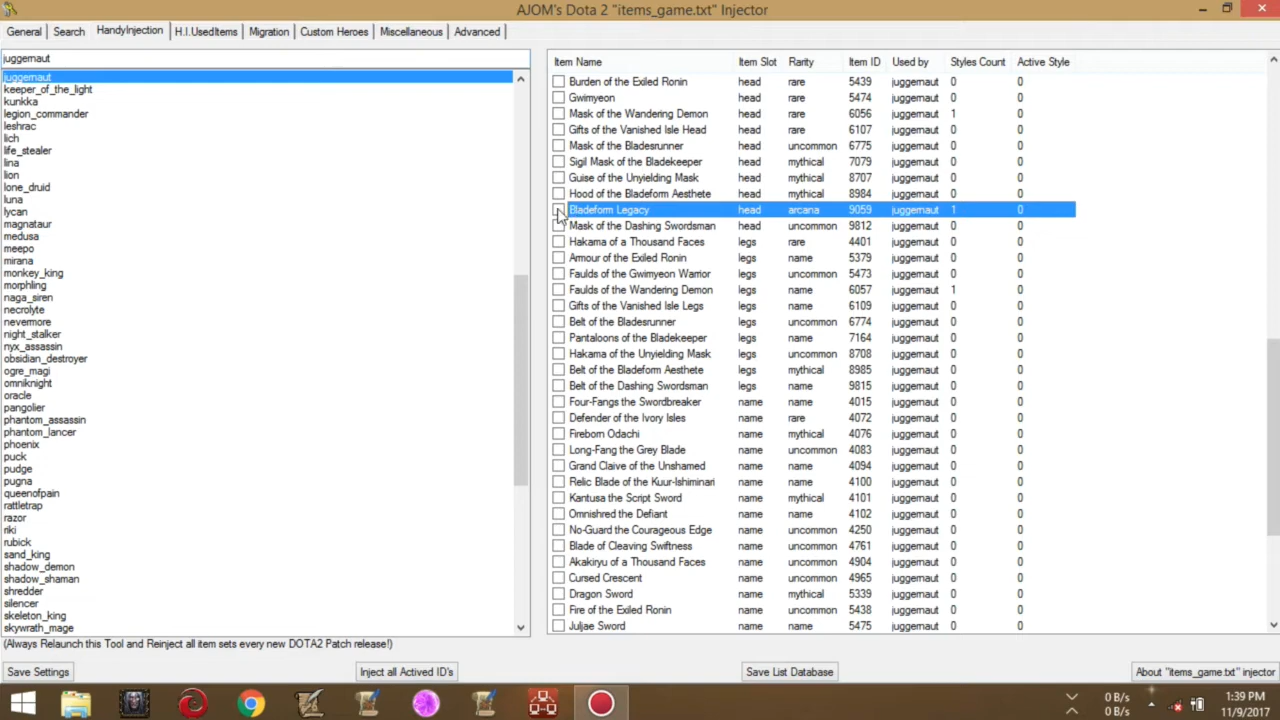 AJOM's Dota 2 "items_game.txt" Injector
General Search HandyInjection H.I.UsedItems Migration Custom Heroes Miscellaneous Advanced
juggernaut
juggernaut
keeper_of_the_light
kunkka
legion_commander
leshrac
lich
life_stealer
lina
lion
lone_druid
luna
lycan
magnataur
medusa
meepo
mirana
monkey_king
morphling
naga_siren
necrolyte
nevermore
night_stalker
nyx_assassin
obsidian_destroyer
ogre_magi
omniknight
oracle
pangolier
phantom_assassin
phantom_lancer
phoenix
puck
pudge
pugna
queenofpain
rattletrap
razor
riki
rubick
sand_king
shadow_demon
shadow_shaman
shredder
silencer
skeleton_king
skywrath_mage
Item Name Item Slot Rarity Item ID Used by Styles Count Active Style
Burden of the Exiled Ronin head rare 5439 juggernaut 0 0
Gwimyeon head rare 5474 juggernaut 0 0
Mask of the Wandering Demon head rare 6056 juggernaut 1 0
Gifts of the Vanished Isle Head head rare 6107 juggernaut 0 0
Mask of the Bladesrunner head uncommon 6775 juggernaut 0 0
Sigil Mask of the Bladekeeper head mythical 7079 juggernaut 0 0
Guise of the Unyielding Mask head mythical 8707 juggernaut 0 0
Hood of the Bladeform Aesthete head mythical 8984 juggernaut 0 0
Bladeform Legacy head arcana 9059 juggernaut 1 0
Mask of the Dashing Swordsman head uncommon 9812 juggernaut 0 0
Hakama of a Thousand Faces legs rare 4401 juggernaut 0 0
Armour of the Exiled Ronin legs name 5379 juggernaut 0 0
Faulds of the Gwimyeon Warrior legs uncommon 5473 juggernaut 0 0
Faulds of the Wandering Demon legs name 6057 juggernaut 1 0
Gifts of the Vanished Isle Legs legs name 6109 juggernaut 0 0
Belt of the Bladesrunner legs uncommon 6774 juggernaut 0 0
Pantaloons of the Bladekeeper legs name 7164 juggernaut 0 0
Hakama of the Unyielding Mask legs uncommon 8708 juggernaut 0 0
Belt of the Bladeform Aesthete legs mythical 8985 juggernaut 0 0
Belt of the Dashing Swordsman legs name 9815 juggernaut 0 0
Four-Fangs the Swordbreaker name name 4015 juggernaut 0 0
Defender of the Ivory Isles name rare 4072 juggernaut 0 0
Fireborn Odachi name mythical 4076 juggernaut 0 0
Long-Fang the Grey Blade name uncommon 4083 juggernaut 0 0
Grand Claive of the Unshamed name name 4094 juggernaut 0 0
Relic Blade of the Kuur-Ishiminari name name 4100 juggernaut 0 0
Kantusa the Script Sword name mythical 4101 juggernaut 0 0
Omnishred the Defiant name name 4102 juggernaut 0 0
No-Guard the Courageous Edge name uncommon 4250 juggernaut 0 0
Blade of Cleaving Swiftness name uncommon 4761 juggernaut 0 0
Akakiryu of a Thousand Faces name uncommon 4904 juggernaut 0 0
Cursed Crescent name uncommon 4965 juggernaut 0 0
Dragon Sword name mythical 5339 juggernaut 0 0
Fire of the Exiled Ronin name uncommon 5438 juggernaut 0 0
Juljae Sword name name 5475 juggernaut 0 0
(Always Relaunch this Tool and Reinject all item sets every new DOTA2 Patch release!)
Save Settings Inject all Actived ID's Save List Database About "items_game.txt" injector
0 B/s 1:39 PM
0 B/s 11/9/2017